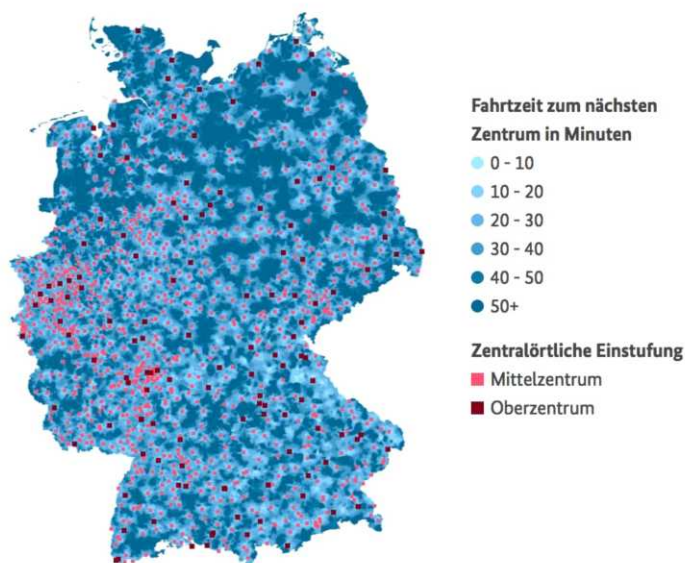 Fahrtzeit zum nächsten
Zentrum in Minuten
0 - 10
10 - 20
20 - 30
30 - 40
40 - 50
50+
Zentralörtliche Einstufung
Mittelzentrum
Oberzentrum